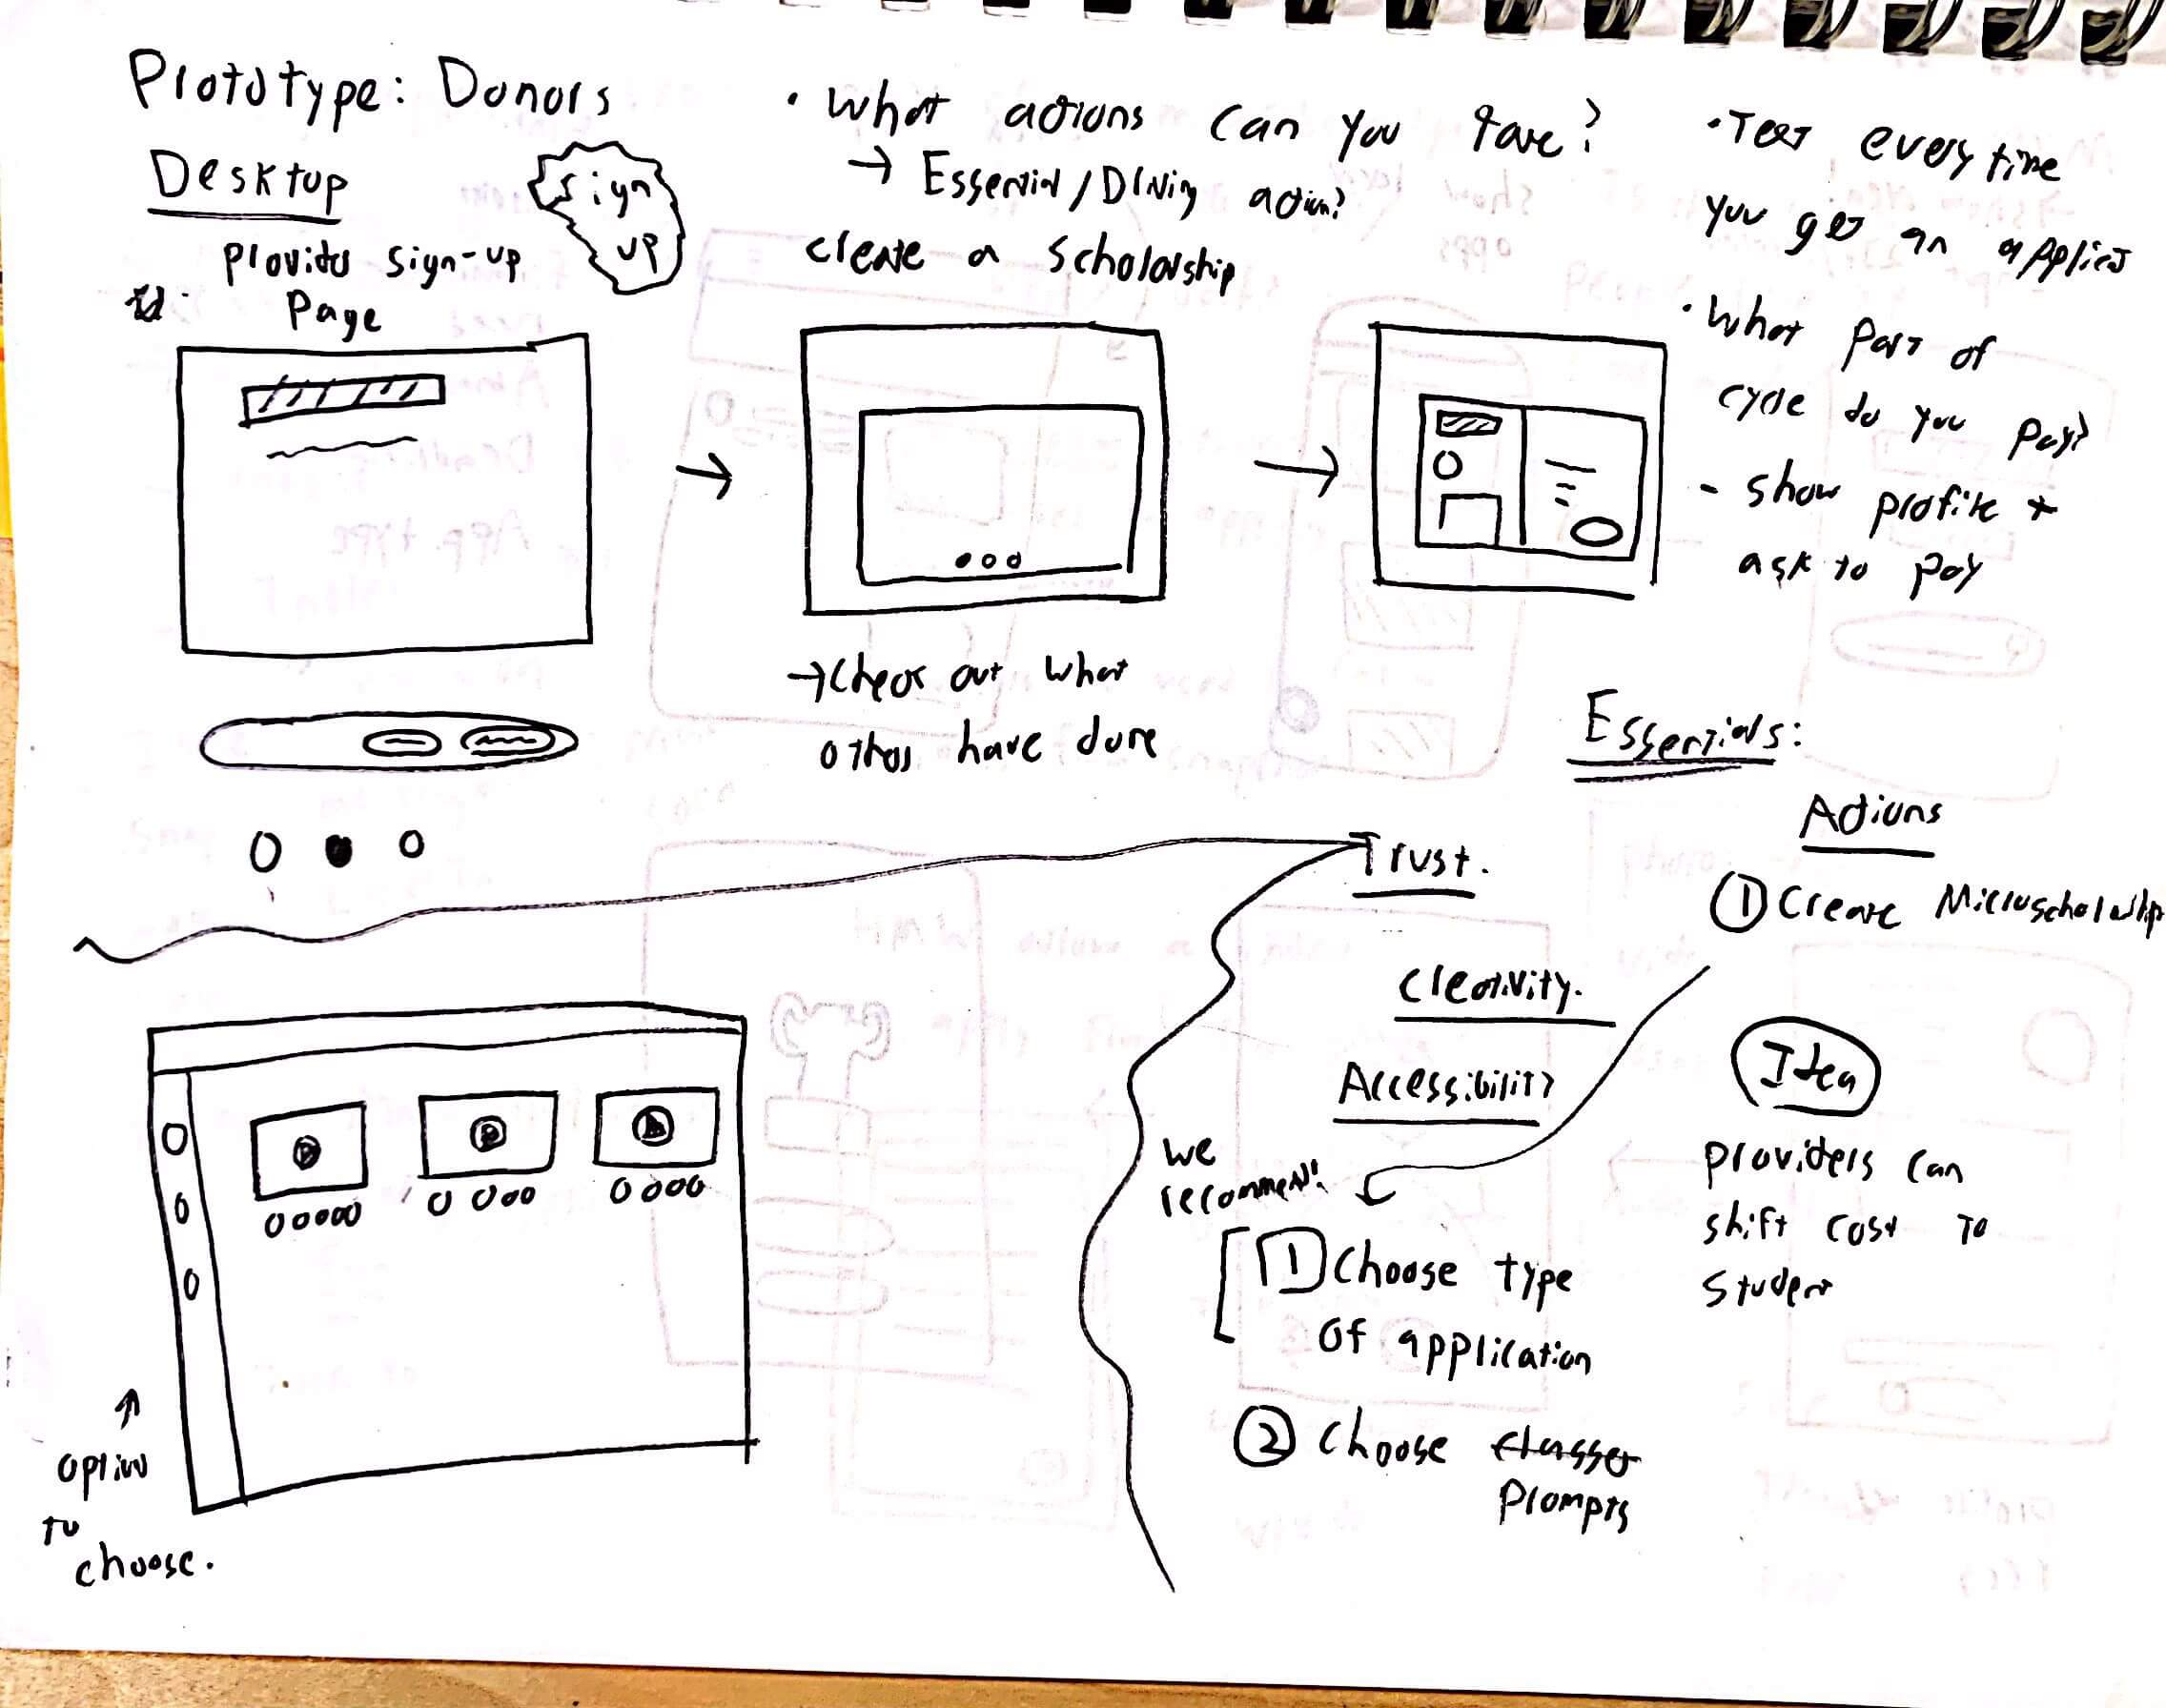 Prototype: Donors
Desktop
provider sign-up
Page
sign
up
• What actions can you take?
→ Essential/Driving action?
create a scholarship
• Text every time
you get an applicant
• What part of
cycle do you pay?
- show profile +
ask to pay
→ Check out what
others have done
Essentials:
Actions
① Create Microscholarship
Trust.
Creativity.
Accessibility
Idea
providers can
shift cost to
student
we
recommend:
1 Choose type
of application
② Choose
Prompts
↑
option
to
choose.